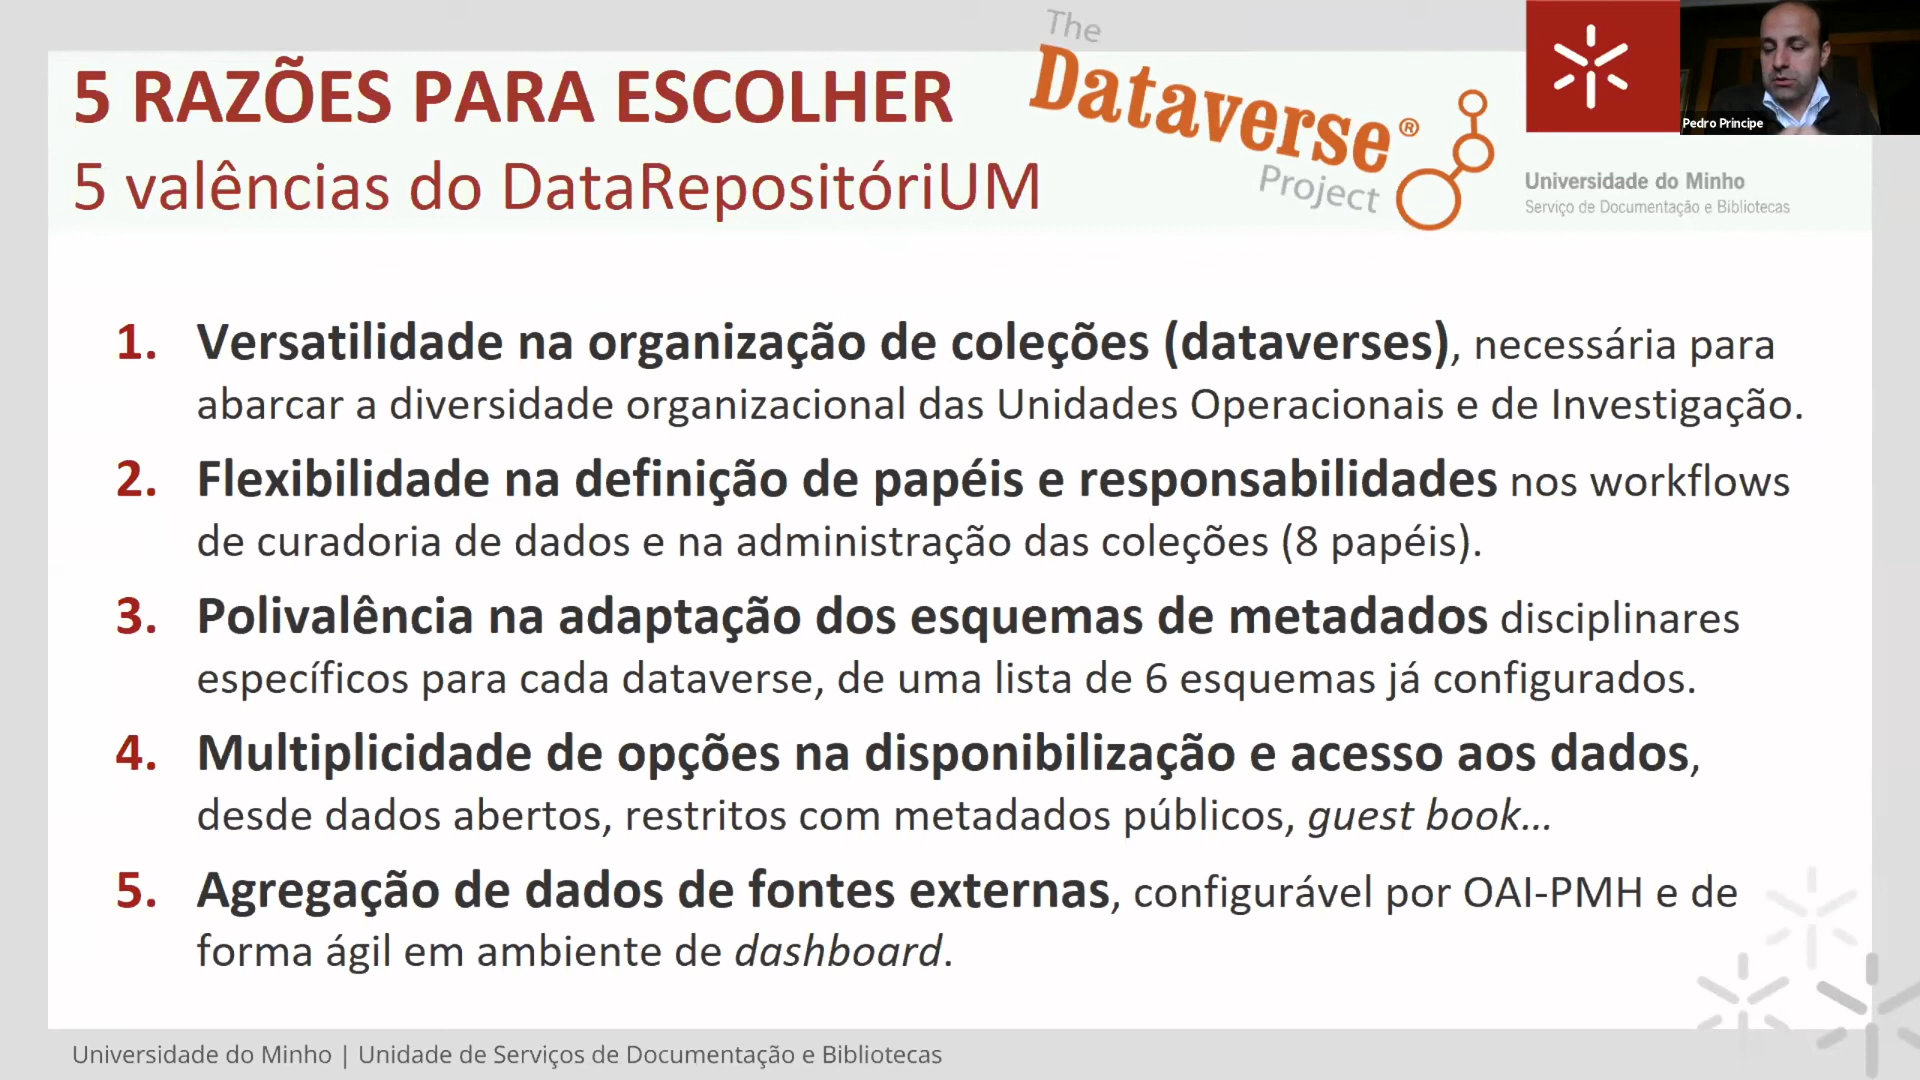 5 RAZÕES PARA ESCOLHER
5 valências do DataRepositóriUM
The
Dataverse®
Project
Pedro Principe
Universidade do Minho
Serviço de Documentação e Bibliotecas
1. Versatilidade na organização de coleções (dataverses), necessária para
abarcar a diversidade organizacional das Unidades Operacionais e de Investigação.
2. Flexibilidade na definição de papéis e responsabilidades nos workflows
de curadoria de dados e na administração das coleções (8 papéis).
3. Polivalência na adaptação dos esquemas de metadados disciplinares
específicos para cada dataverse, de uma lista de 6 esquemas já configurados.
4. Multiplicidade de opções na disponibilização e acesso aos dados,
desde dados abertos, restritos com metadados públicos, guest book...
5. Agregação de dados de fontes externas, configurável por OAI-PMH e de
forma ágil em ambiente de dashboard.
Universidade do Minho | Unidade de Serviços de Documentação e Bibliotecas